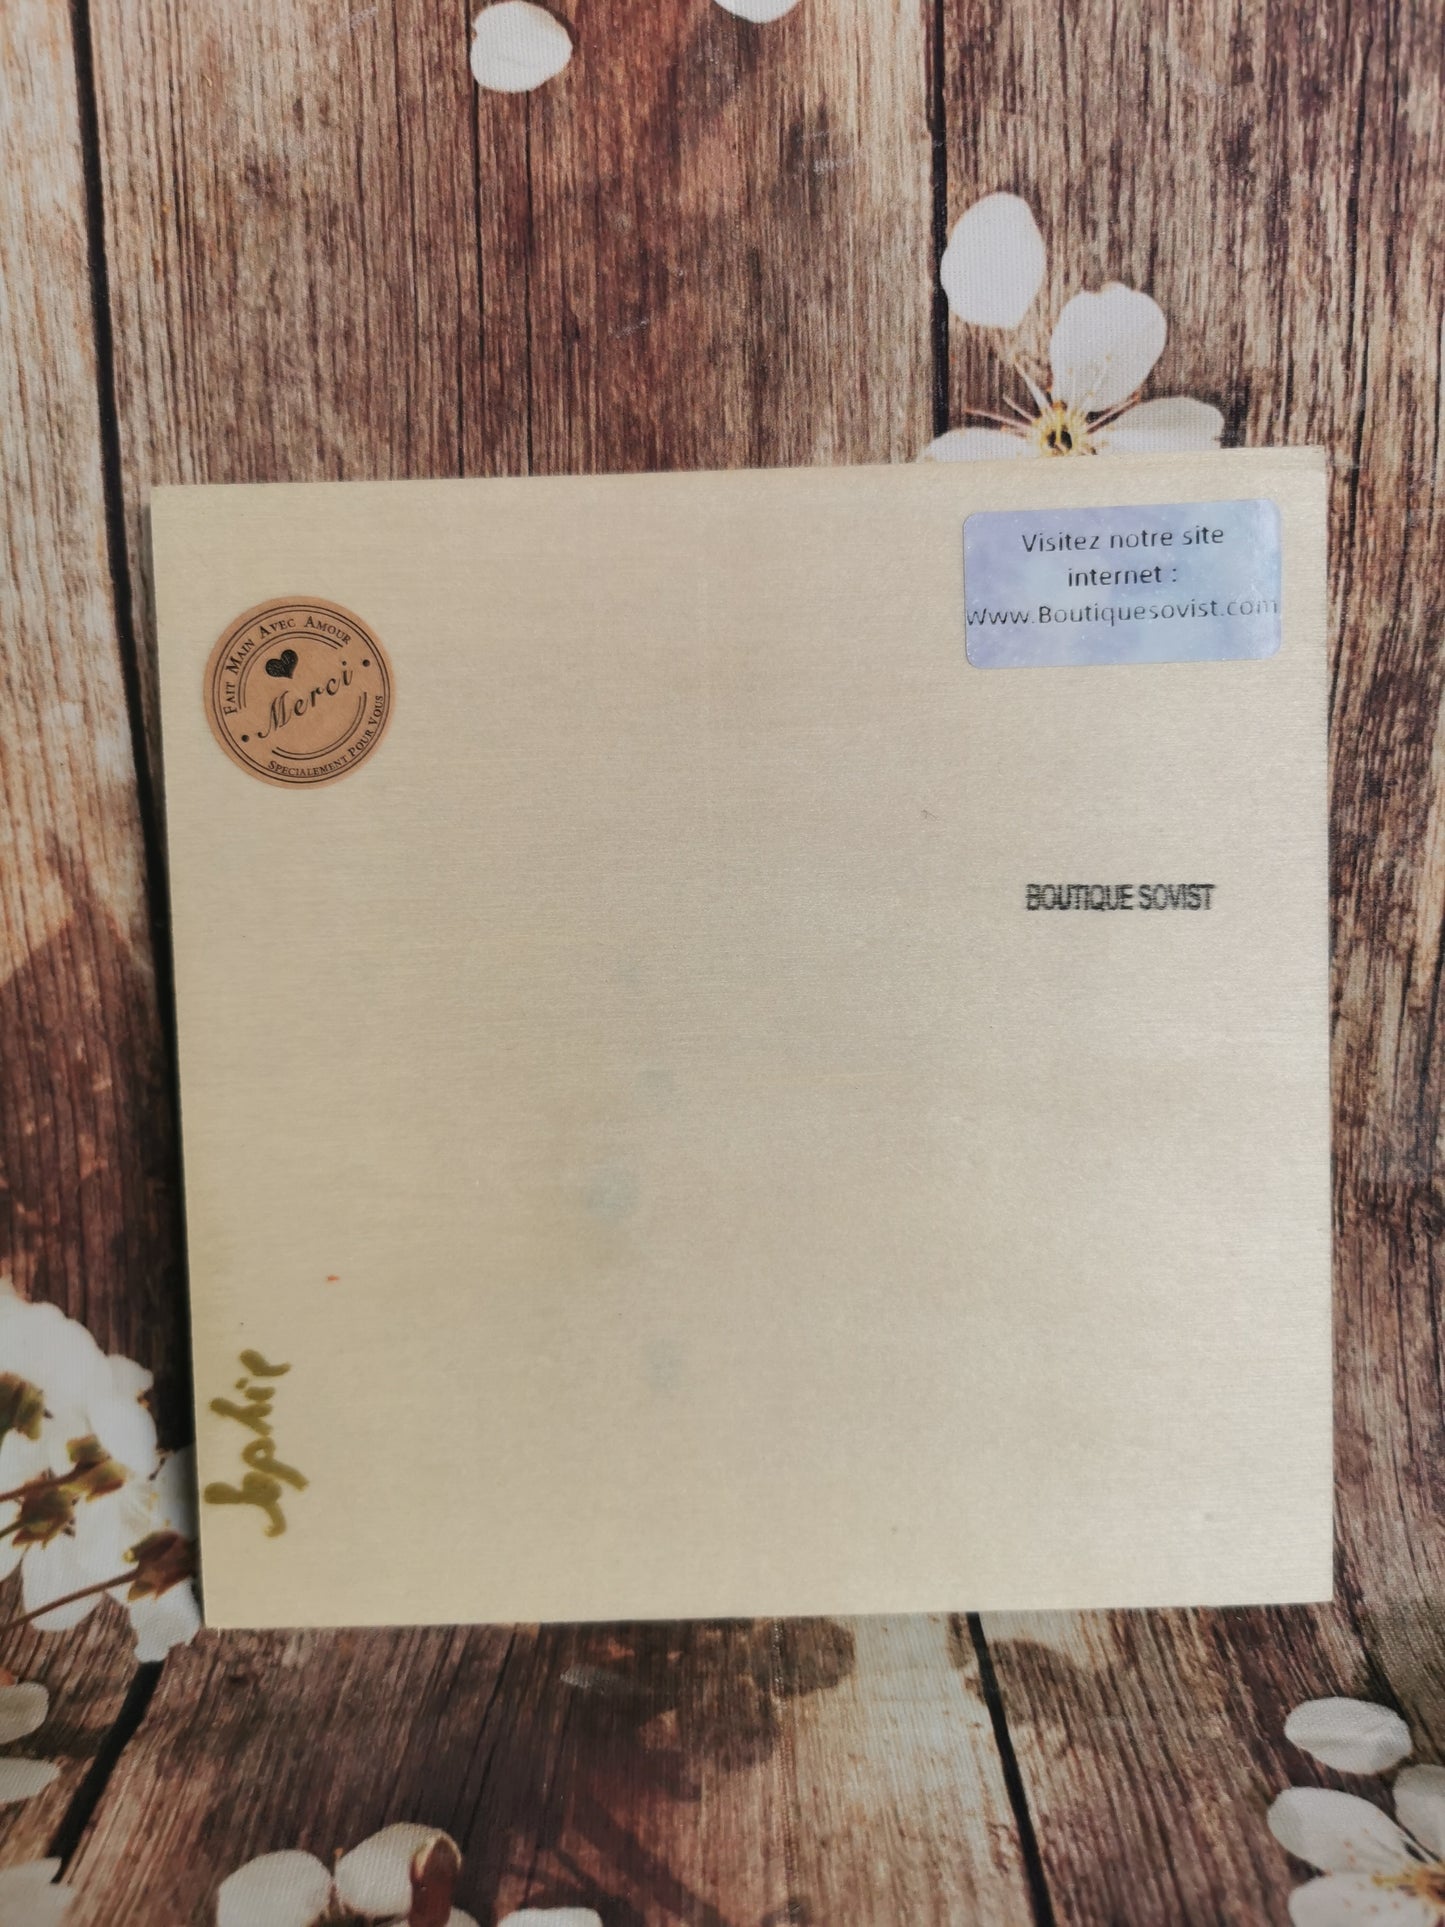 Visitez notre site
internet :
Www.Boutiquesovist.com
FAIT MAIN AVEC AMOUR
Merci
SPECIALEMENT POUR VOUS
BOUTIQUE SOVIST
Sophie